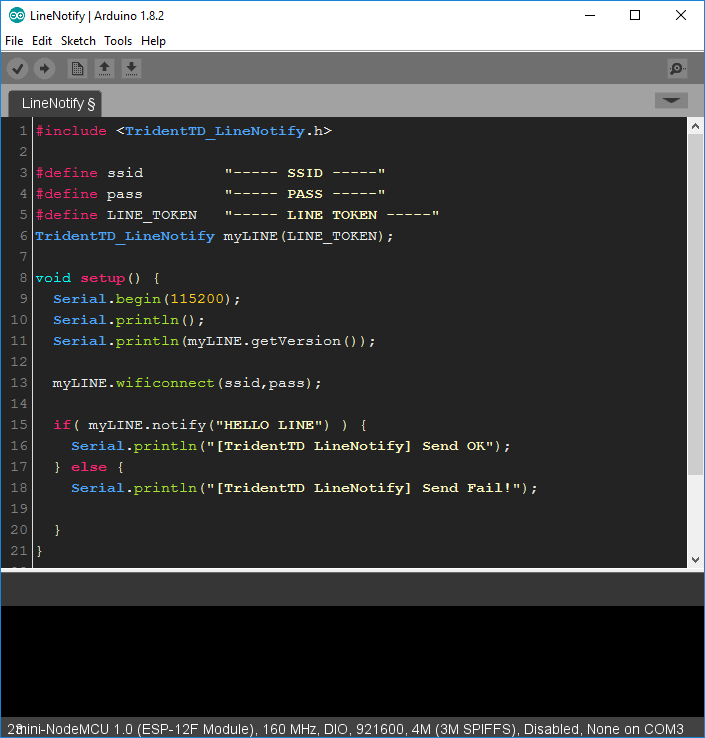 LineNotify | Arduino 1.8.2
File Edit Sketch Tools Help
LineNotify §
1 #include <TridentTD_LineNotify.h>
2
3 #define ssid "----- SSID -----"
4 #define pass "----- PASS -----"
5 #define LINE_TOKEN "----- LINE TOKEN -----"
6 TridentTD_LineNotify myLINE(LINE_TOKEN);
7
8 void setup() {
9 Serial.begin(115200);
10 Serial.println();
11 Serial.println(myLINE.getVersion());
12
13 myLINE.wificonnect(ssid,pass);
14
15 if( myLINE.notify("HELLO LINE") ) {
16 Serial.println("[TridentTD LineNotify] Send OK");
17 } else {
18 Serial.println("[TridentTD LineNotify] Send Fail!");
19
20 }
21 }
mini-NodeMCU 1.0 (ESP-12F Module), 160 MHz, DIO, 921600, 4M (3M SPIFFS), Disabled, None on COM3